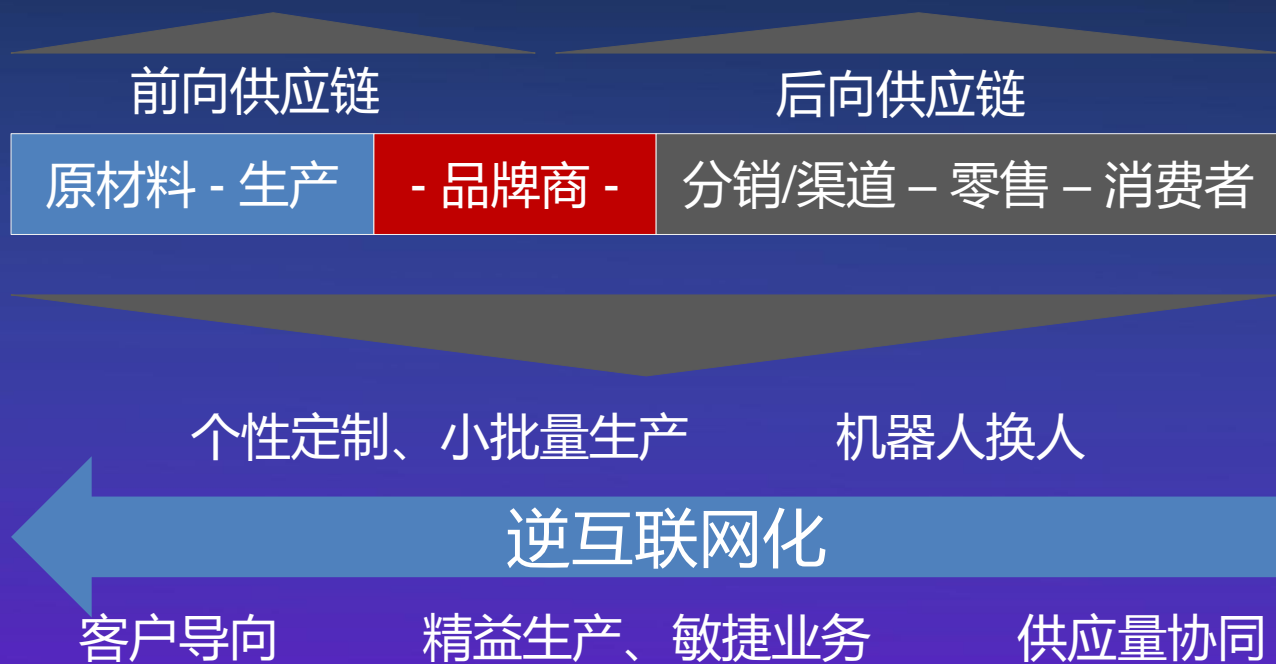 前向供应链 后向供应链
原材料 - 生产 - 品牌商 - 分销/渠道 – 零售 – 消费者
个性定制、小批量生产 机器人换人
逆互联网化
客户导向 精益生产、敏捷业务 供应量协同